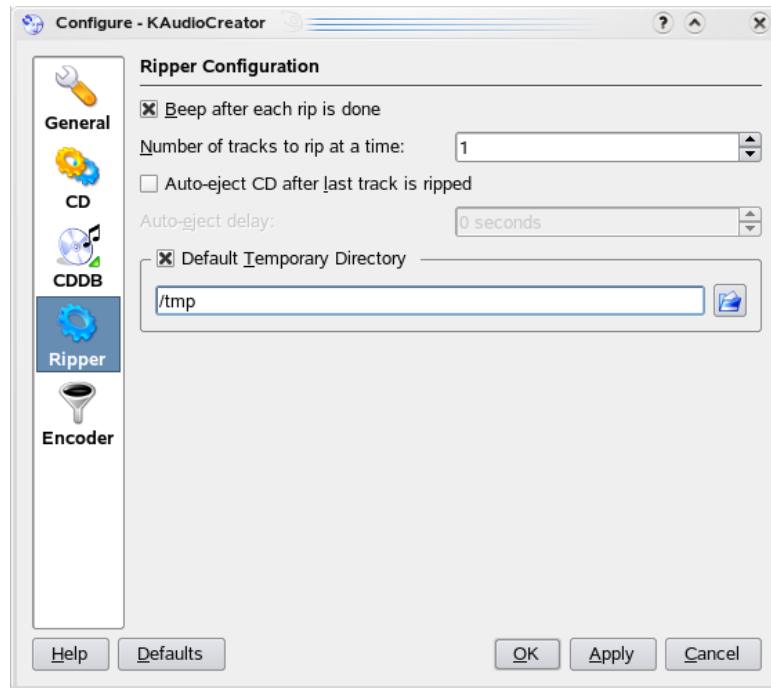 Configure - KAudioCreator
General
CD
CDDB
Ripper
Encoder
Ripper Configuration
Beep after each rip is done
Number of tracks to rip at a time: 1
Auto-eject CD after last track is ripped
Auto-eject delay: 0 seconds
Default Temporary Directory
/tmp
Help Defaults OK Apply Cancel